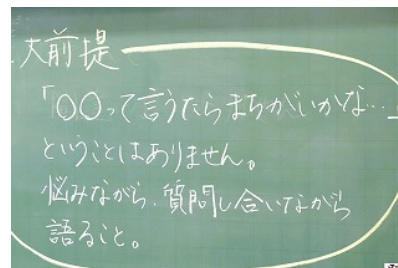 大前提
「〇〇って言うたらまちがいかな…」
ということはありません。
悩みながら、質問し合いながら
語ること。